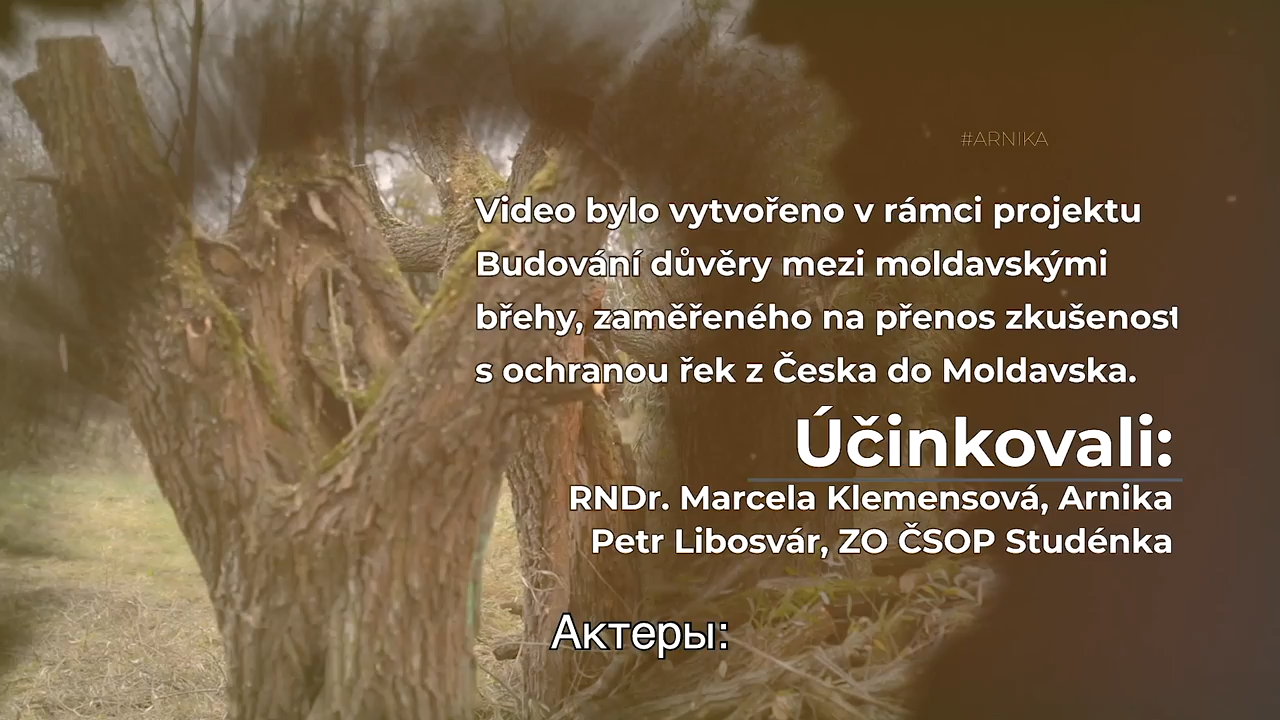 #ARNIKA
Video bylo vytvořeno v rámci projektu
Budování důvěry mezi moldavskými
břehy, zaměřeného na přenos zkušenost
s ochranou řek z Česka do Moldavska.
Účinkovali:
RNDr. Marcela Klemensová, Arnika
Petr Libosvár, ZO ČSOP Studénka
Актеры: